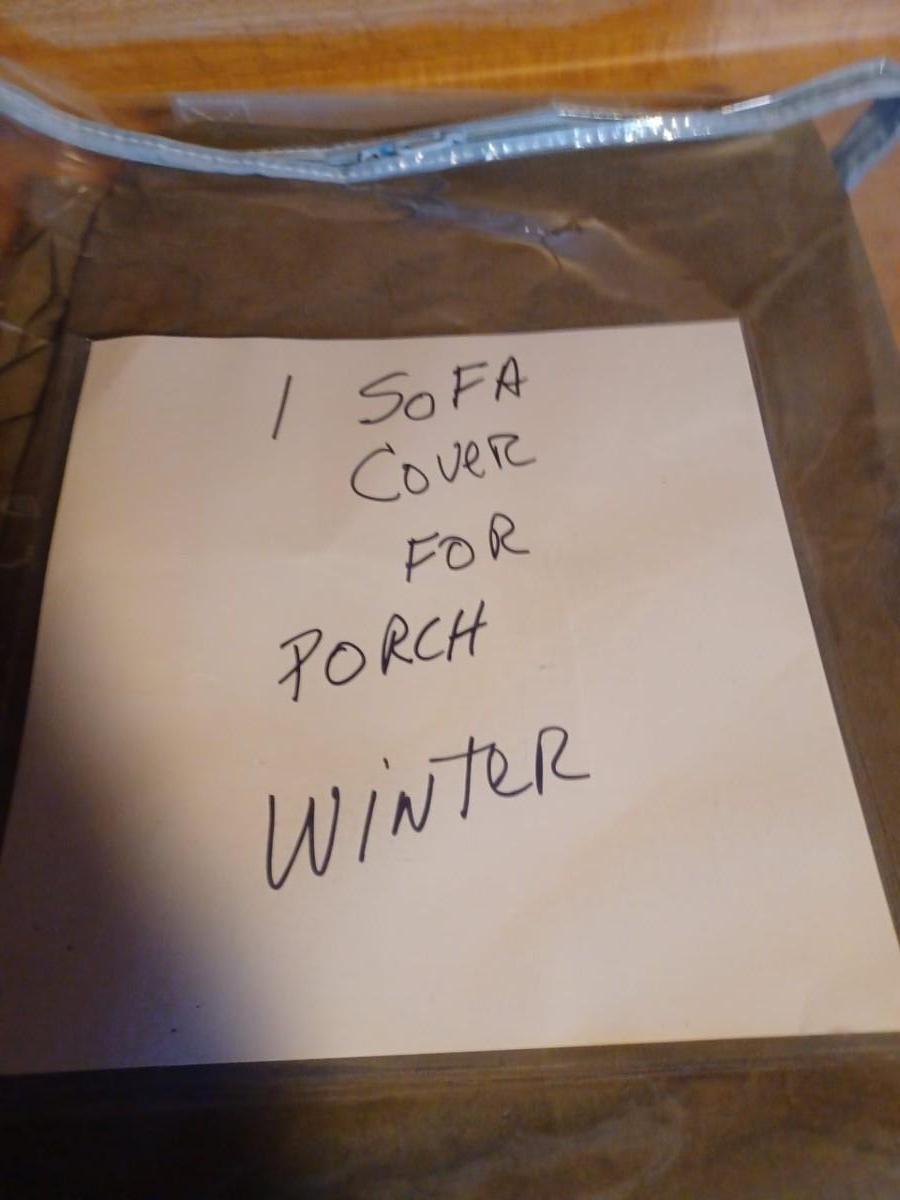 1 SOFA
COVER
FOR
PORCH
WINTER